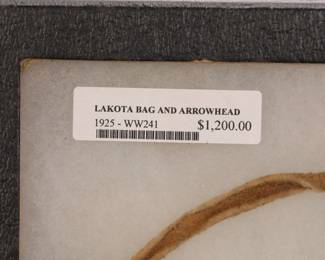 LAKOTA BAG AND ARROWHEAD
1925 - WW241 $1,200.00